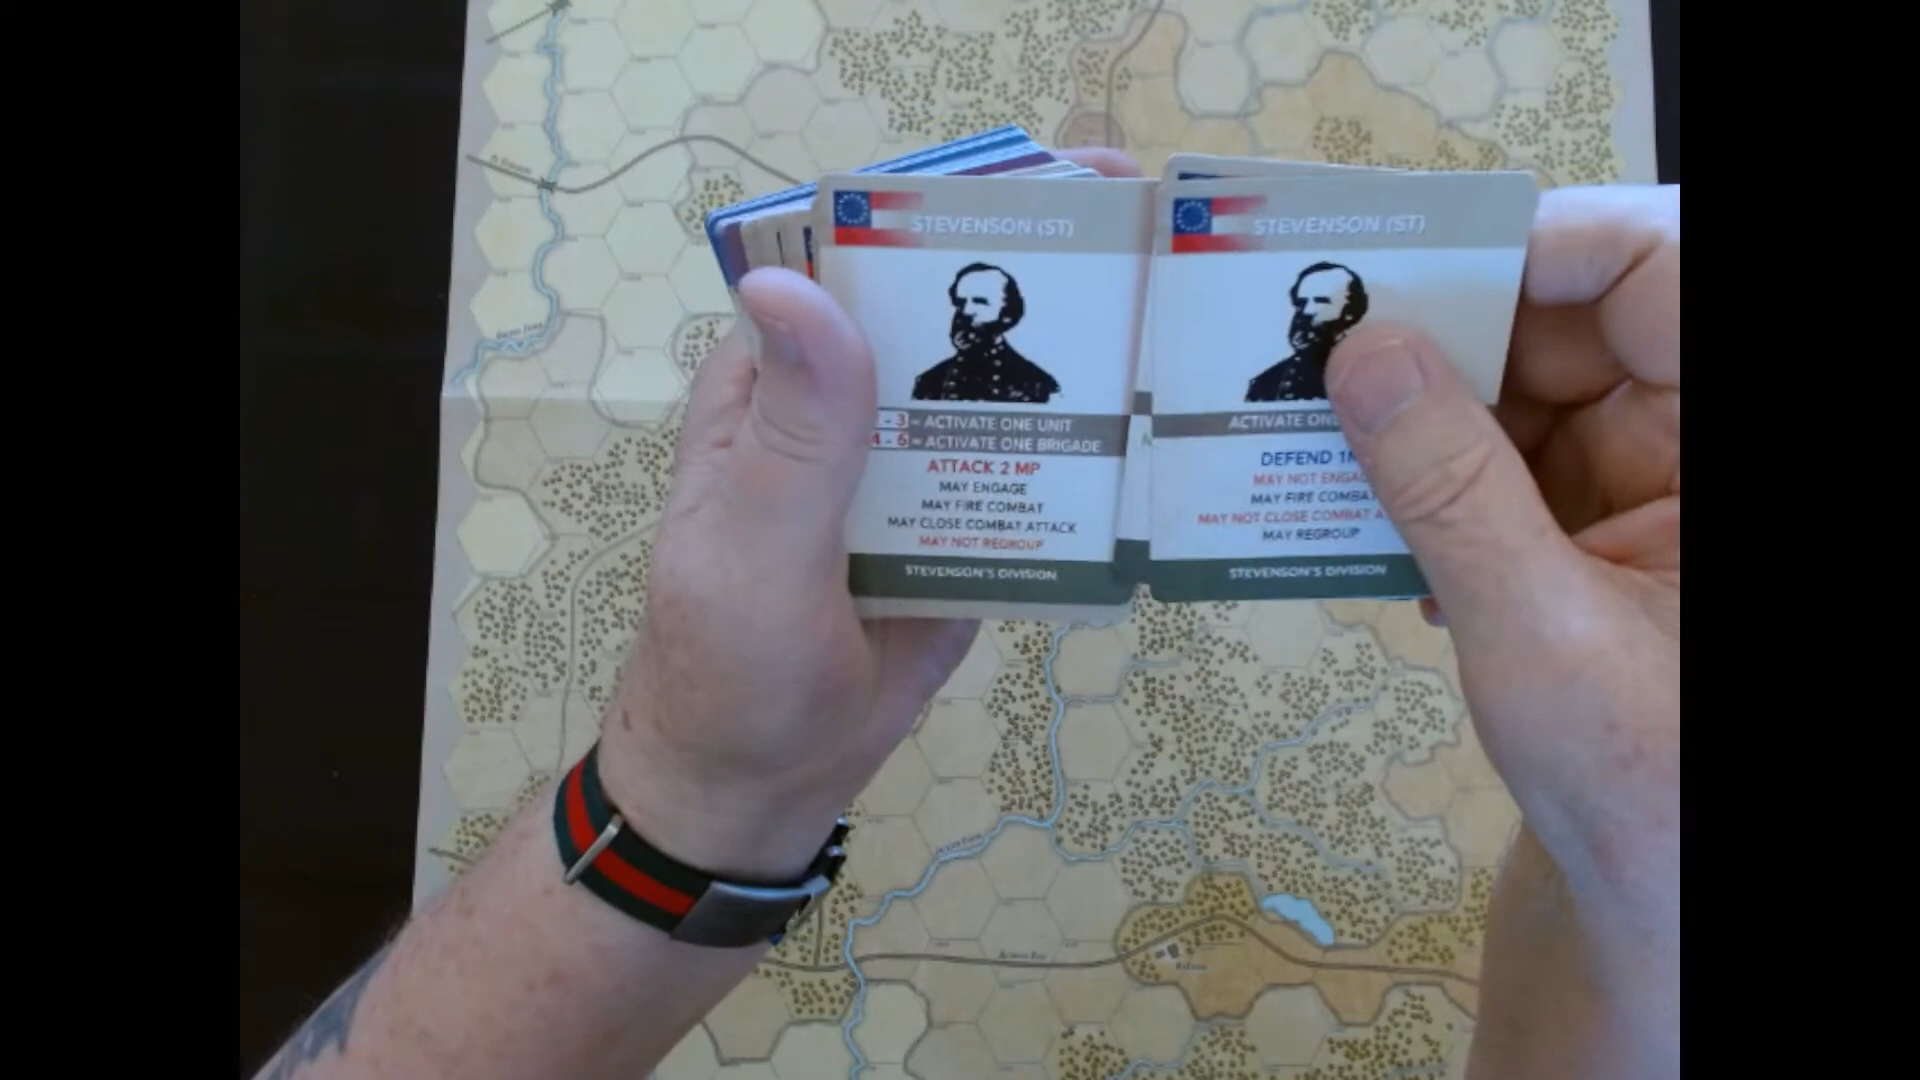 STEVENSON (ST)
- 3 = ACTIVATE ONE UNIT
4 - 6 = ACTIVATE ONE BRIGADE
ATTACK 2 MP
MAY ENGAGE
MAY FIRE COMBAT
MAY CLOSE COMBAT ATTACK
MAY NOT REGROUP
STEVENSON'S DIVISION
STEVENSON (ST)
ACTIVATE ONE
DEFEND 1
MAY NOT ENGAG
MAY FIRE COMBAT
MAY NOT CLOSE COMBAT A
MAY REGROUP
STEVENSON'S DIVISION